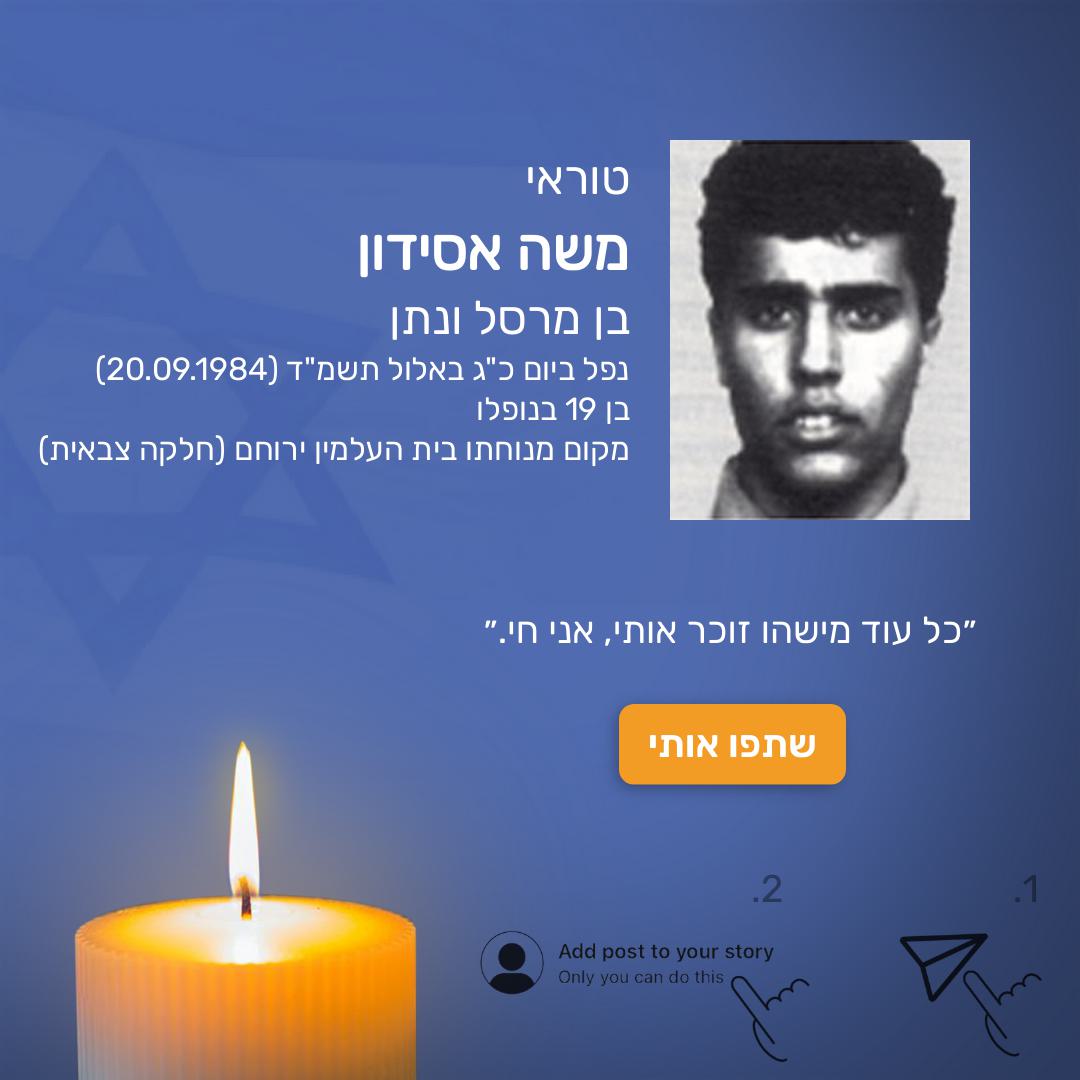 טוראי
משה אסידון
בן מרסל ונתן
נפל ביום כ"ג באלול תשמ"ד (20.09.1984)
בן 19 בנופלו
מקום מנוחתו בית העלמין ירוחם (חלקה צבאית)
״כל עוד מישהו זוכר אותי, אני חי.״
שתפו אותי
.1
.2
Add post to your story
Only you can do this